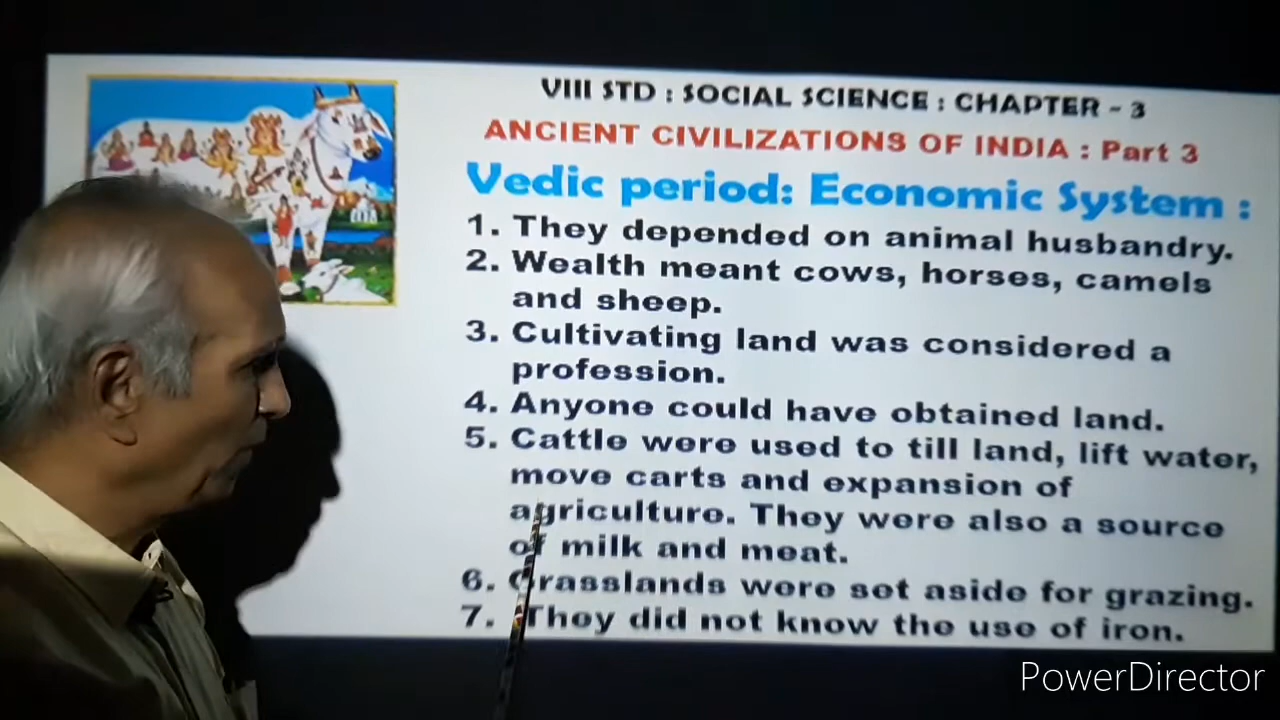 VIII STD : SOCIAL SCIENCE : CHAPTER - 3
ANCIENT CIVILIZATIONS OF INDIA : Part 3
Vedic period: Economic System :
1. They depended on animal husbandry.
2. Wealth meant cows, horses, camels
and sheep.
3. Cultivating land was considered a
profession.
4. Anyone could have obtained land.
5. Cattle were used to till land, lift water,
move carts and expansion of
agriculture. They were also a source
of milk and meat.
6. Grasslands were set aside for grazing.
7. They did not know the use of iron.
PowerDirector